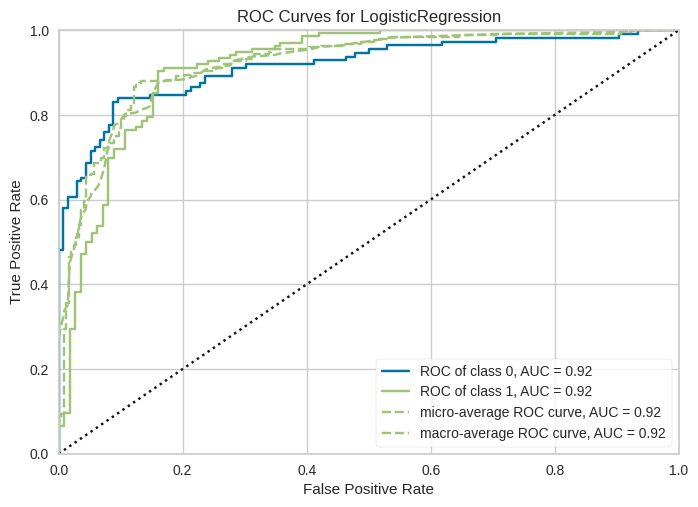 ROC Curves for LogisticRegression
1.0
0.8
0.6
0.4
0.2
0.0
True Positive Rate
ROC of class 0, AUC = 0.92
ROC of class 1, AUC = 0.92
micro-average ROC curve, AUC = 0.92
macro-average ROC curve, AUC = 0.92
0.0 0.2 0.4 0.6 0.8 1.0
False Positive Rate